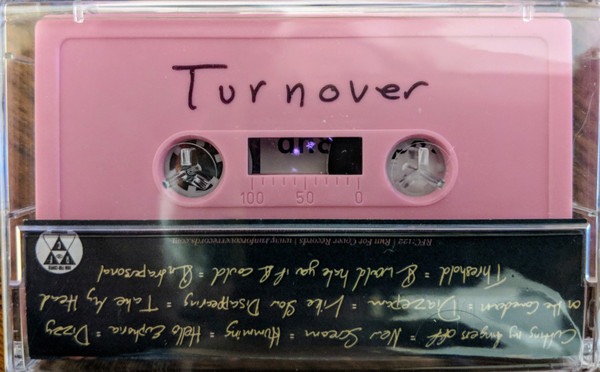 Turnover
100 50 0
Cutting my fingers off = New Scream = Humming = Hello Euphoria = Dizzy
on the Comedown = Diazepam = Like Slow Disappearing = Take My Head
Threshold = I would hate you if I could = Intrapersonal
| Run For Cover Records | www.runforcoverrecords.com